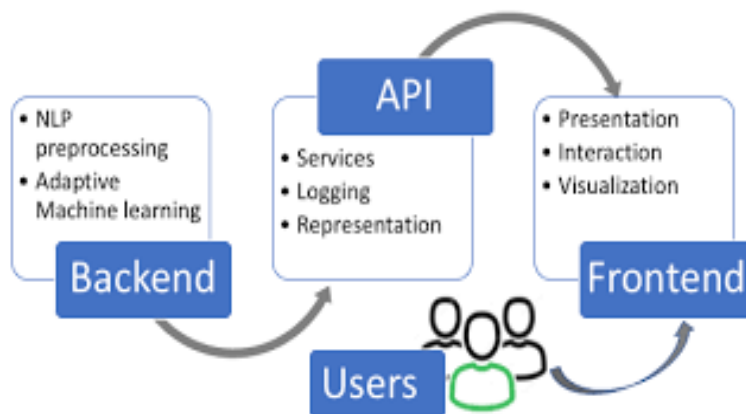 • NLP
preprocessing
• Adaptive
Machine learning
Backend
API
• Services
• Logging
• Representation
• Presentation
• Interaction
• Visualization
Frontend
Users